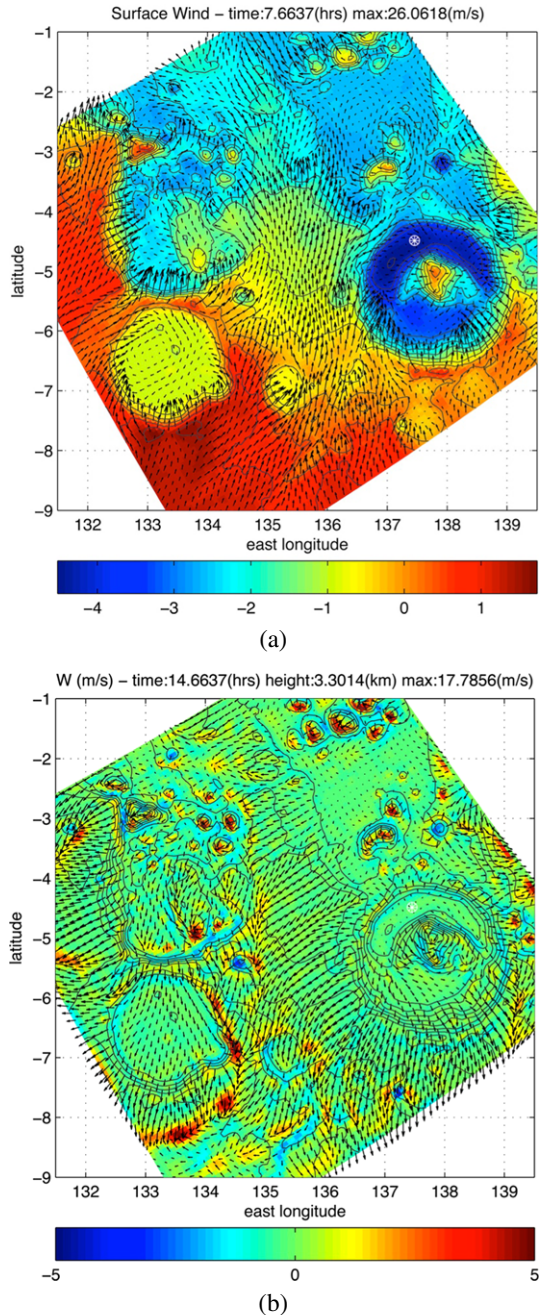 Surface Wind − time:7.6637(hrs) max:26.0618(m/s)
−1
−2
−3
−4
−5
−6
−7
−8
−9
latitude
132 133 134 135 136 137 138 139
east longitude
−4 −3 −2 −1 0 1
(a)
W (m/s) − time:14.6637(hrs) height:3.3014(km) max:17.7856(m/s)
−1
−2
−3
−4
−5
−6
−7
−8
−9
latitude
132 133 134 135 136 137 138 139
east longitude
−5 0 5
(b)